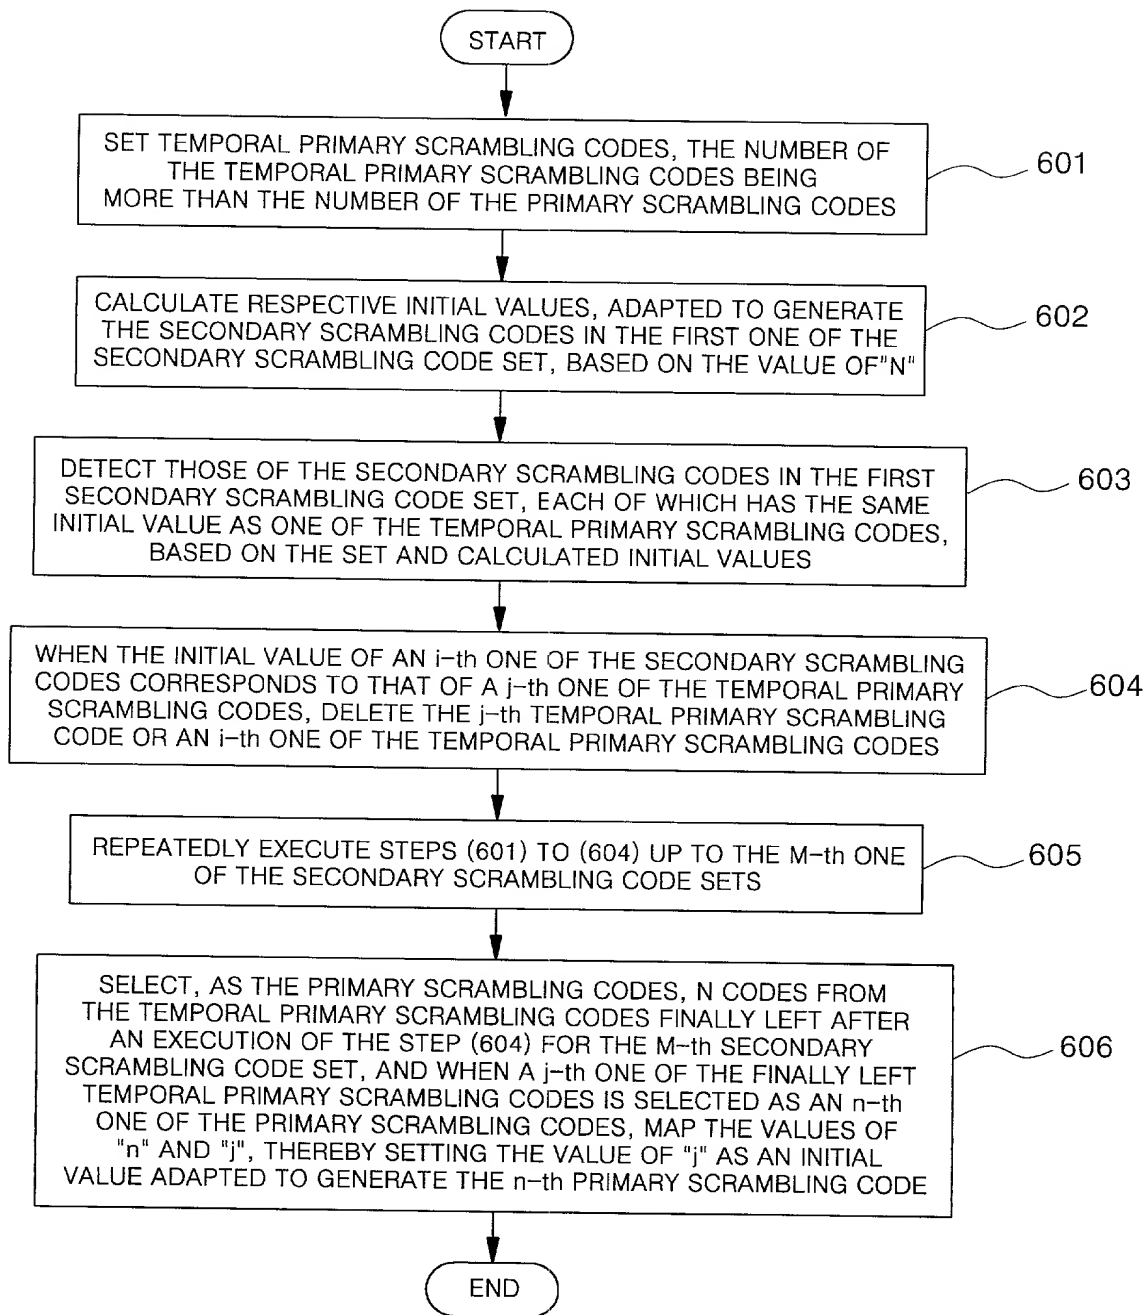 START
SET TEMPORAL PRIMARY SCRAMBLING CODES, THE NUMBER OF
THE TEMPORAL PRIMARY SCRAMBLING CODES BEING
MORE THAN THE NUMBER OF THE PRIMARY SCRAMBLING CODES
601
CALCULATE RESPECTIVE INITIAL VALUES, ADAPTED TO GENERATE
THE SECONDARY SCRAMBLING CODES IN THE FIRST ONE OF THE
SECONDARY SCRAMBLING CODE SET, BASED ON THE VALUE OF"N"
602
DETECT THOSE OF THE SECONDARY SCRAMBLING CODES IN THE FIRST
SECONDARY SCRAMBLING CODE SET, EACH OF WHICH HAS THE SAME
INITIAL VALUE AS ONE OF THE TEMPORAL PRIMARY SCRAMBLING CODES,
BASED ON THE SET AND CALCULATED INITIAL VALUES
603
WHEN THE INITIAL VALUE OF AN i-th ONE OF THE SECONDARY SCRAMBLING
CODES CORRESPONDS TO THAT OF A j-th ONE OF THE TEMPORAL PRIMARY
SCRAMBLING CODES, DELETE THE j-th TEMPORAL PRIMARY SCRAMBLING
CODE OR AN i-th ONE OF THE TEMPORAL PRIMARY SCRAMBLING CODES
604
REPEATEDLY EXECUTE STEPS (601) TO (604) UP TO THE M-th ONE
OF THE SECONDARY SCRAMBLING CODE SETS
605
SELECT, AS THE PRIMARY SCRAMBLING CODES, N CODES FROM
THE TEMPORAL PRIMARY SCRAMBLING CODES FINALLY LEFT AFTER
AN EXECUTION OF THE STEP (604) FOR THE M-th SECONDARY
SCRAMBLING CODE SET, AND WHEN A j-th ONE OF THE FINALLY LEFT
TEMPORAL PRIMARY SCRAMBLING CODES IS SELECTED AS AN n-th
ONE OF THE PRIMARY SCRAMBLING CODES, MAP THE VALUES OF
"n" AND "j", THEREBY SETTING THE VALUE OF "j" AS AN INITIAL
VALUE ADAPTED TO GENERATE THE n-th PRIMARY SCRAMBLING CODE
606
END